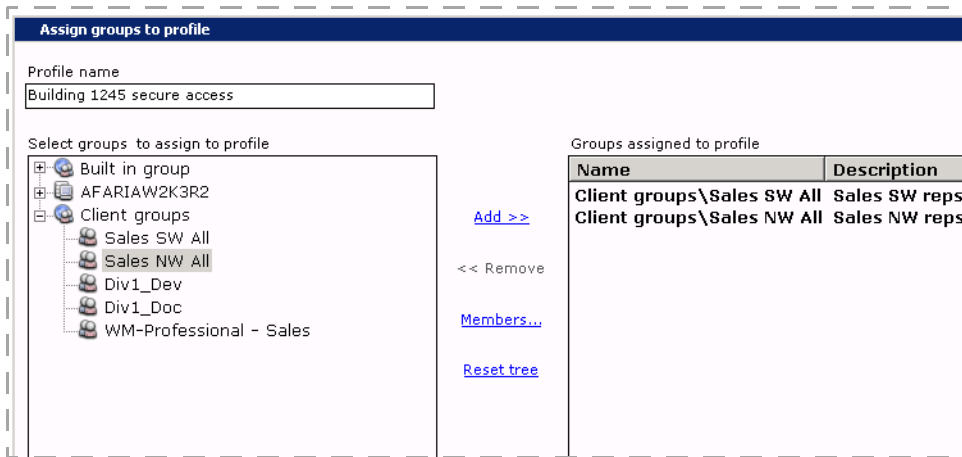 Assign groups to profile
Profile name
Building 1245 secure access
Select groups to assign to profile
Built in group
AFARIAW2K3R2
Client groups
Sales SW All
Sales NW All
Div1_Dev
Div1_Doc
WM-Professional - Sales
Add >>
<< Remove
Members...
Reset tree
Groups assigned to profile
Name Description
Client groups\Sales SW All Sales SW reps
Client groups\Sales NW All Sales NW reps